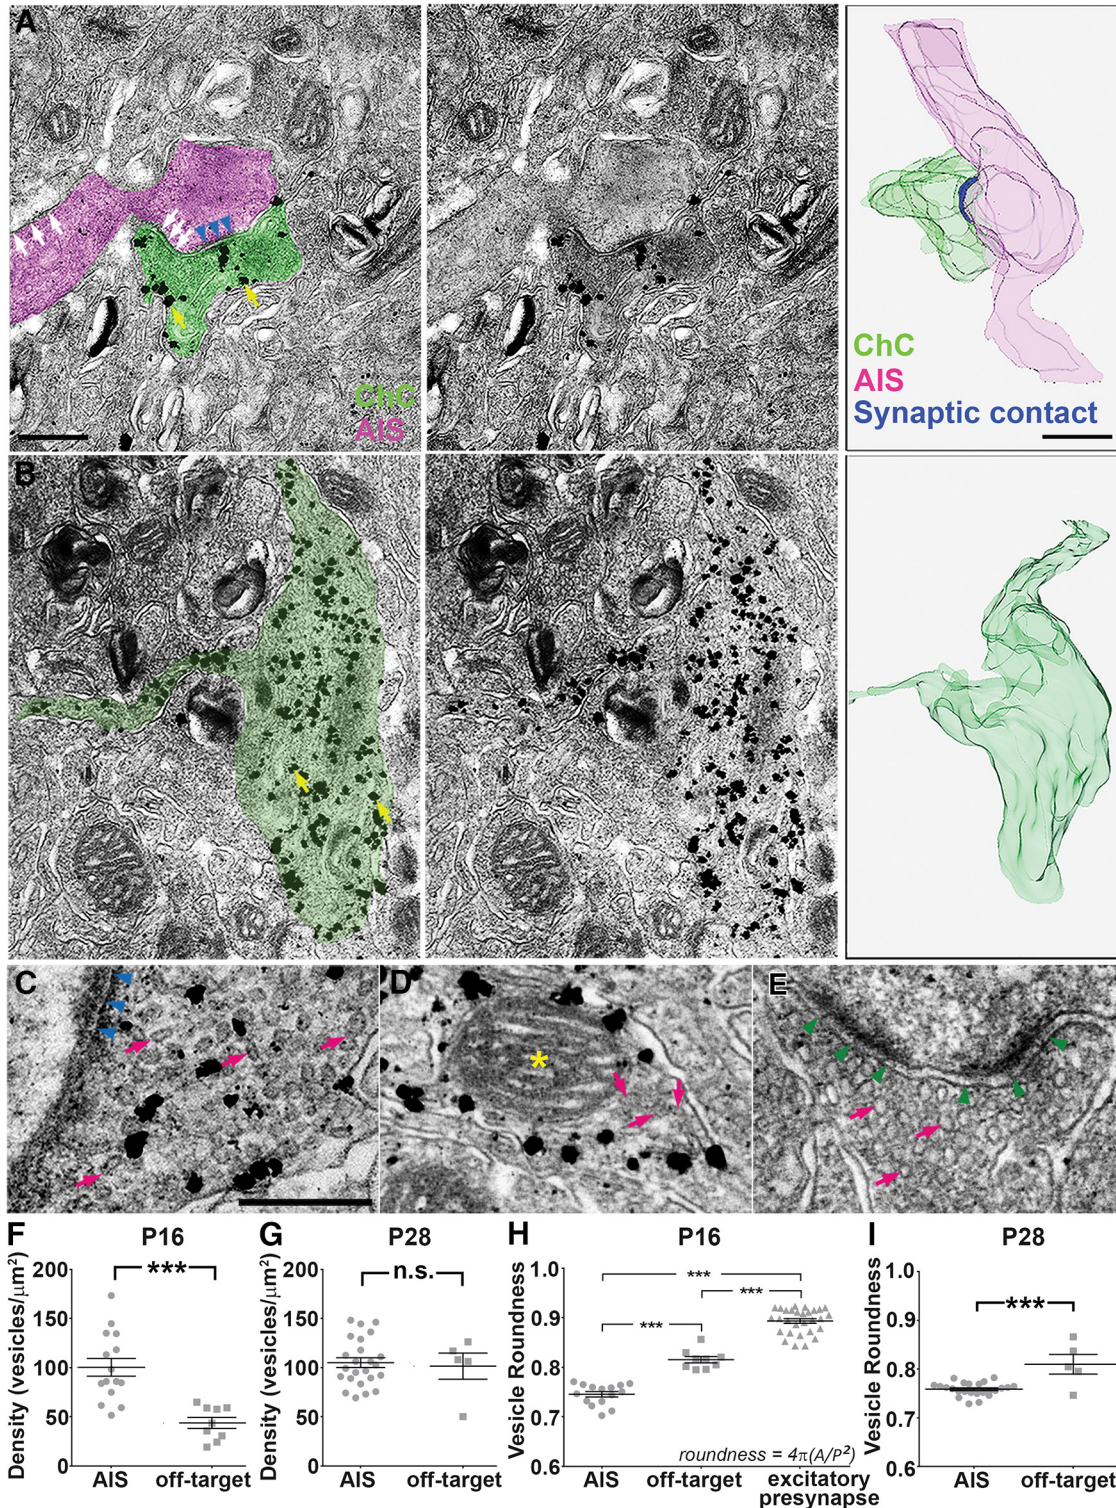 A
ChC
AIS
ChC
AIS
Synaptic contact
B
C
D
*
E
F
P16
Density (vesicles/μm²)
200
150
100
50
0
***
AIS
off-target
G
P28
Density (vesicles/μm²)
200
150
100
50
0
n.s.
AIS
off-target
H
P16
Vesicle Roundness
1.0
0.9
0.8
0.7
0.6
***
***
***
roundness = 4π(A/P²)
AIS
off-target
excitatory
presynapse
I
P28
Vesicle Roundness
1.0
0.9
0.8
0.7
0.6
***
AIS
off-target